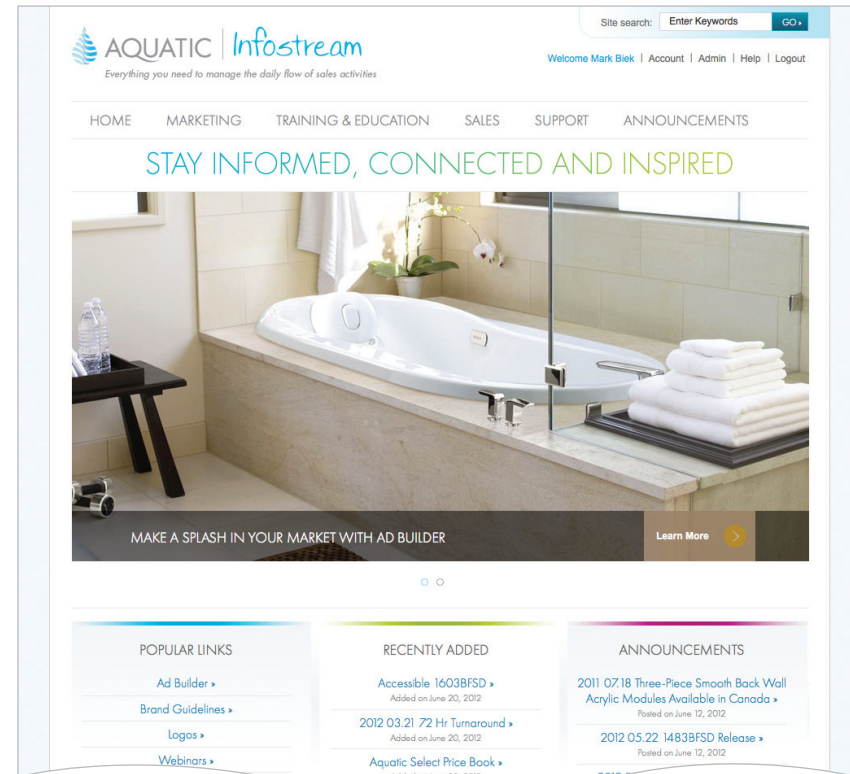 Site search: Enter Keywords GO »
AQUATIC | Infostream
Everything you need to manage the daily flow of sales activities
Welcome Mark Biek | Account | Admin | Help | Logout
HOME MARKETING TRAINING & EDUCATION SALES SUPPORT ANNOUNCEMENTS
STAY INFORMED, CONNECTED AND INSPIRED
MAKE A SPLASH IN YOUR MARKET WITH AD BUILDER
Learn More
POPULAR LINKS
Ad Builder »
Brand Guidelines »
Logos »
Webinars »
RECENTLY ADDED
Accessible 1603BFSD »
Added on June 20, 2012
2012 03.21 72 Hr Turnaround »
Added on June 20, 2012
Aquatic Select Price Book »
ANNOUNCEMENTS
2011 07.18 Three-Piece Smooth Back Wall
Acrylic Modules Available in Canada »
Posted on June 12, 2012
2012 05.22 1483BFSD Release »
Posted on June 12, 2012